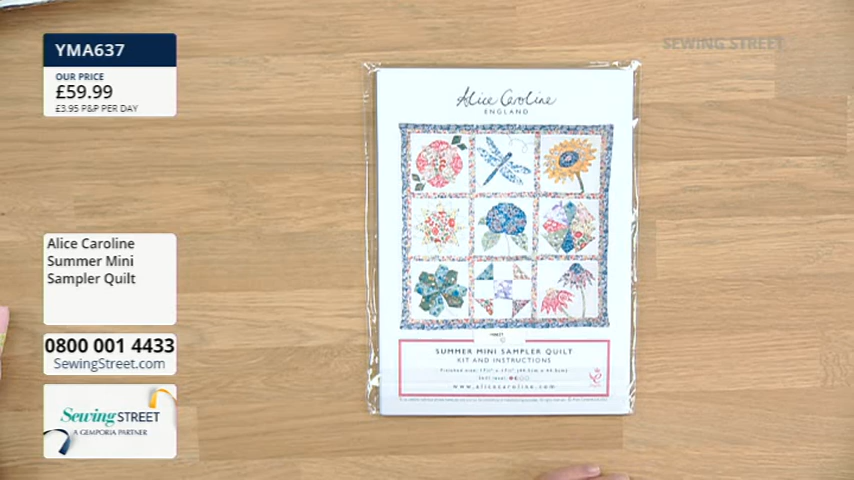 YMA637
OUR PRICE
£59.99
£3.95 P&P PER DAY
Alice Caroline
Summer Mini
Sampler Quilt
0800 001 4433
SewingStreet.com
Sewing STREET
A GEMPORIA PARTNER
SEWING STREET
Alice Caroline
ENGLAND
SUMMER MINI SAMPLER QUILT
KIT AND INSTRUCTIONS
www.alicecaroline.com